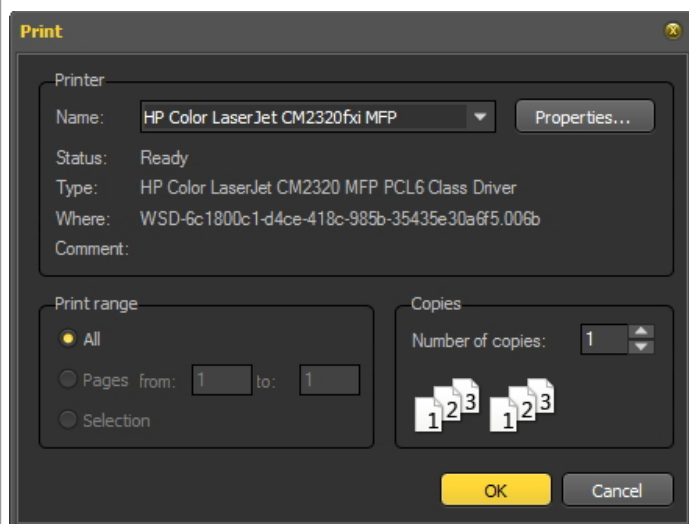 Print
Printer
Name: HP Color LaserJet CM2320fxi MFP Properties...
Status: Ready
Type: HP Color LaserJet CM2320 MFP PCL6 Class Driver
Where: WSD-6c1800c1-d4ce-418c-985b-35435e30a6f5.006b
Comment:
Print range
All
Pages from: 1 to: 1
Selection
Copies
Number of copies: 1
1 2 3 1 2 3
OK Cancel